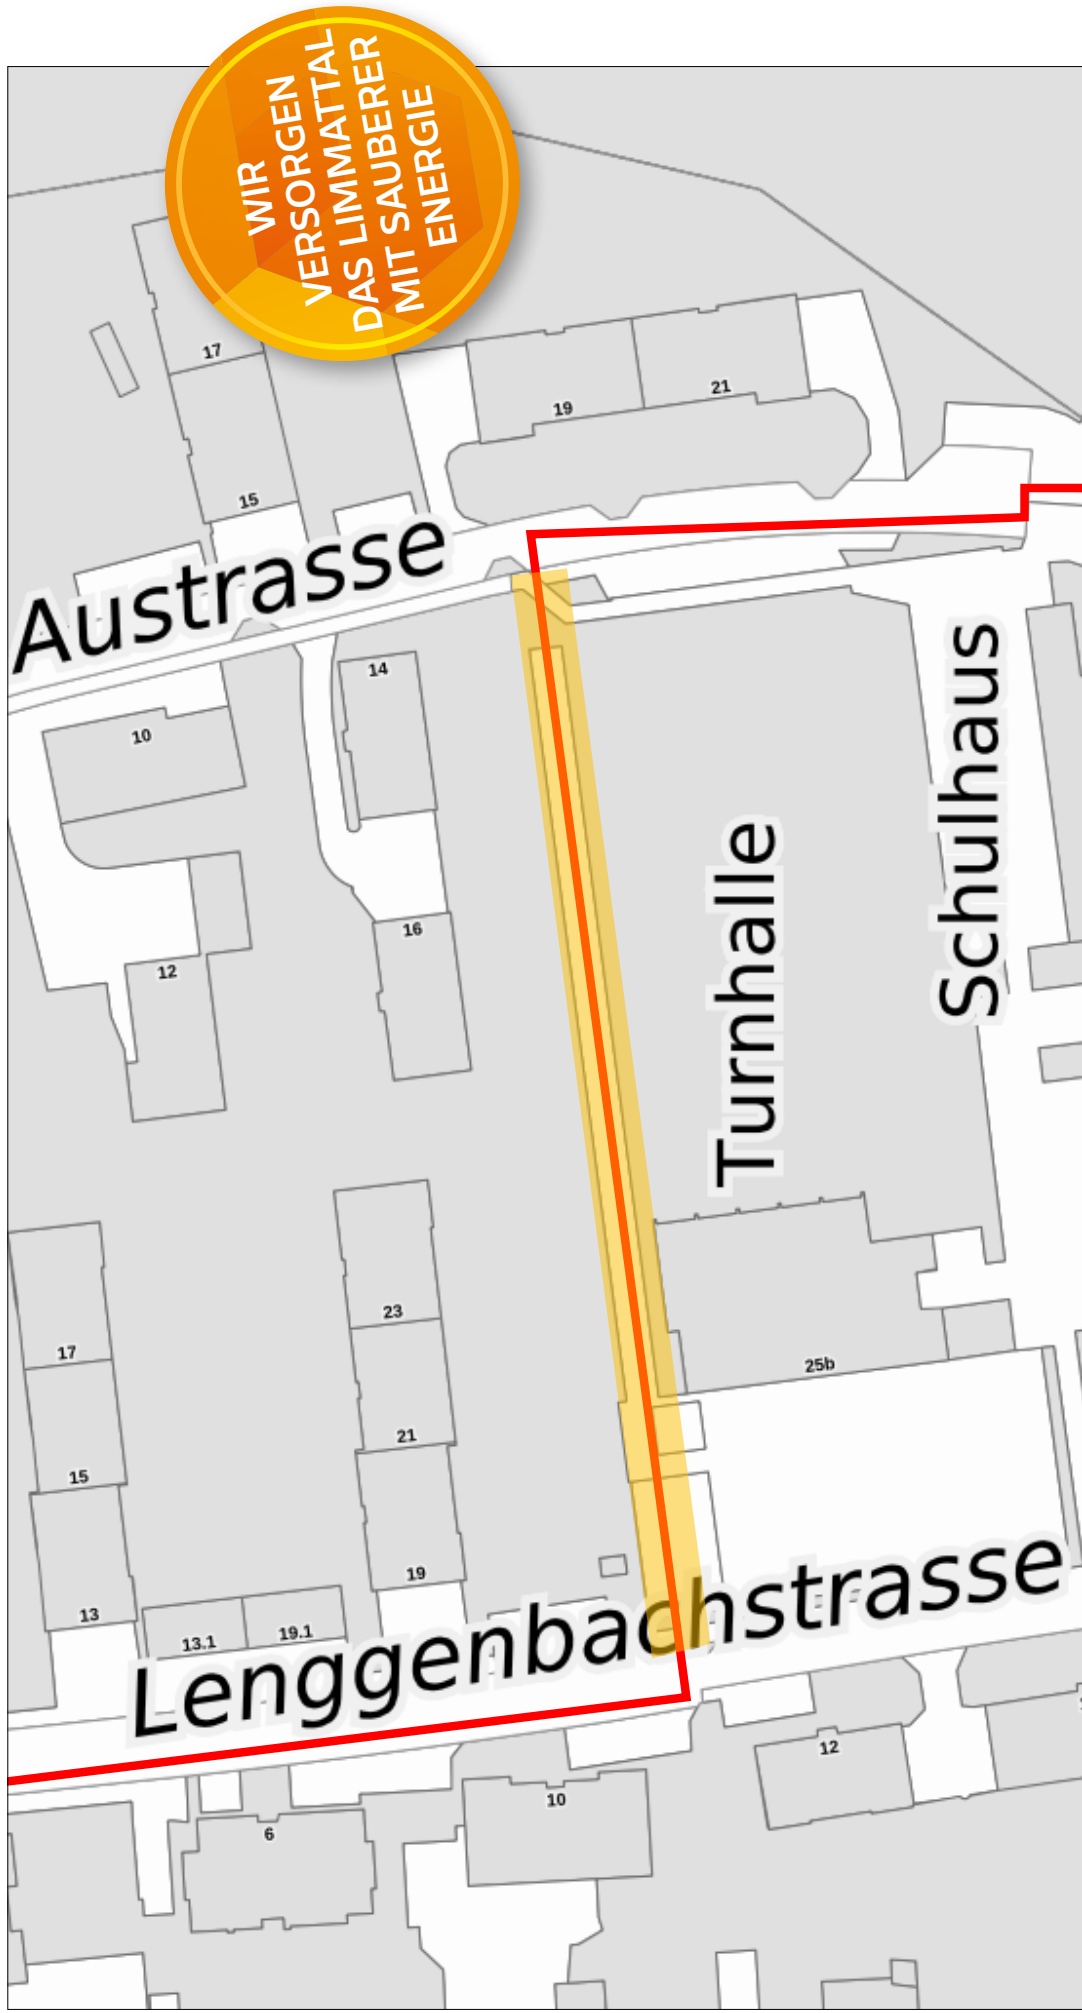 WIR
VERSORGEN
DAS LIMMATTAL
MIT SAUBERER
ENERGIE
17
21
19
15
Austrasse
14
10
Schulhaus
Turnhalle
16
12
23
17
25b
21
15
19
13
13.1
19.1
Lenggenbachstrasse
12
10
6